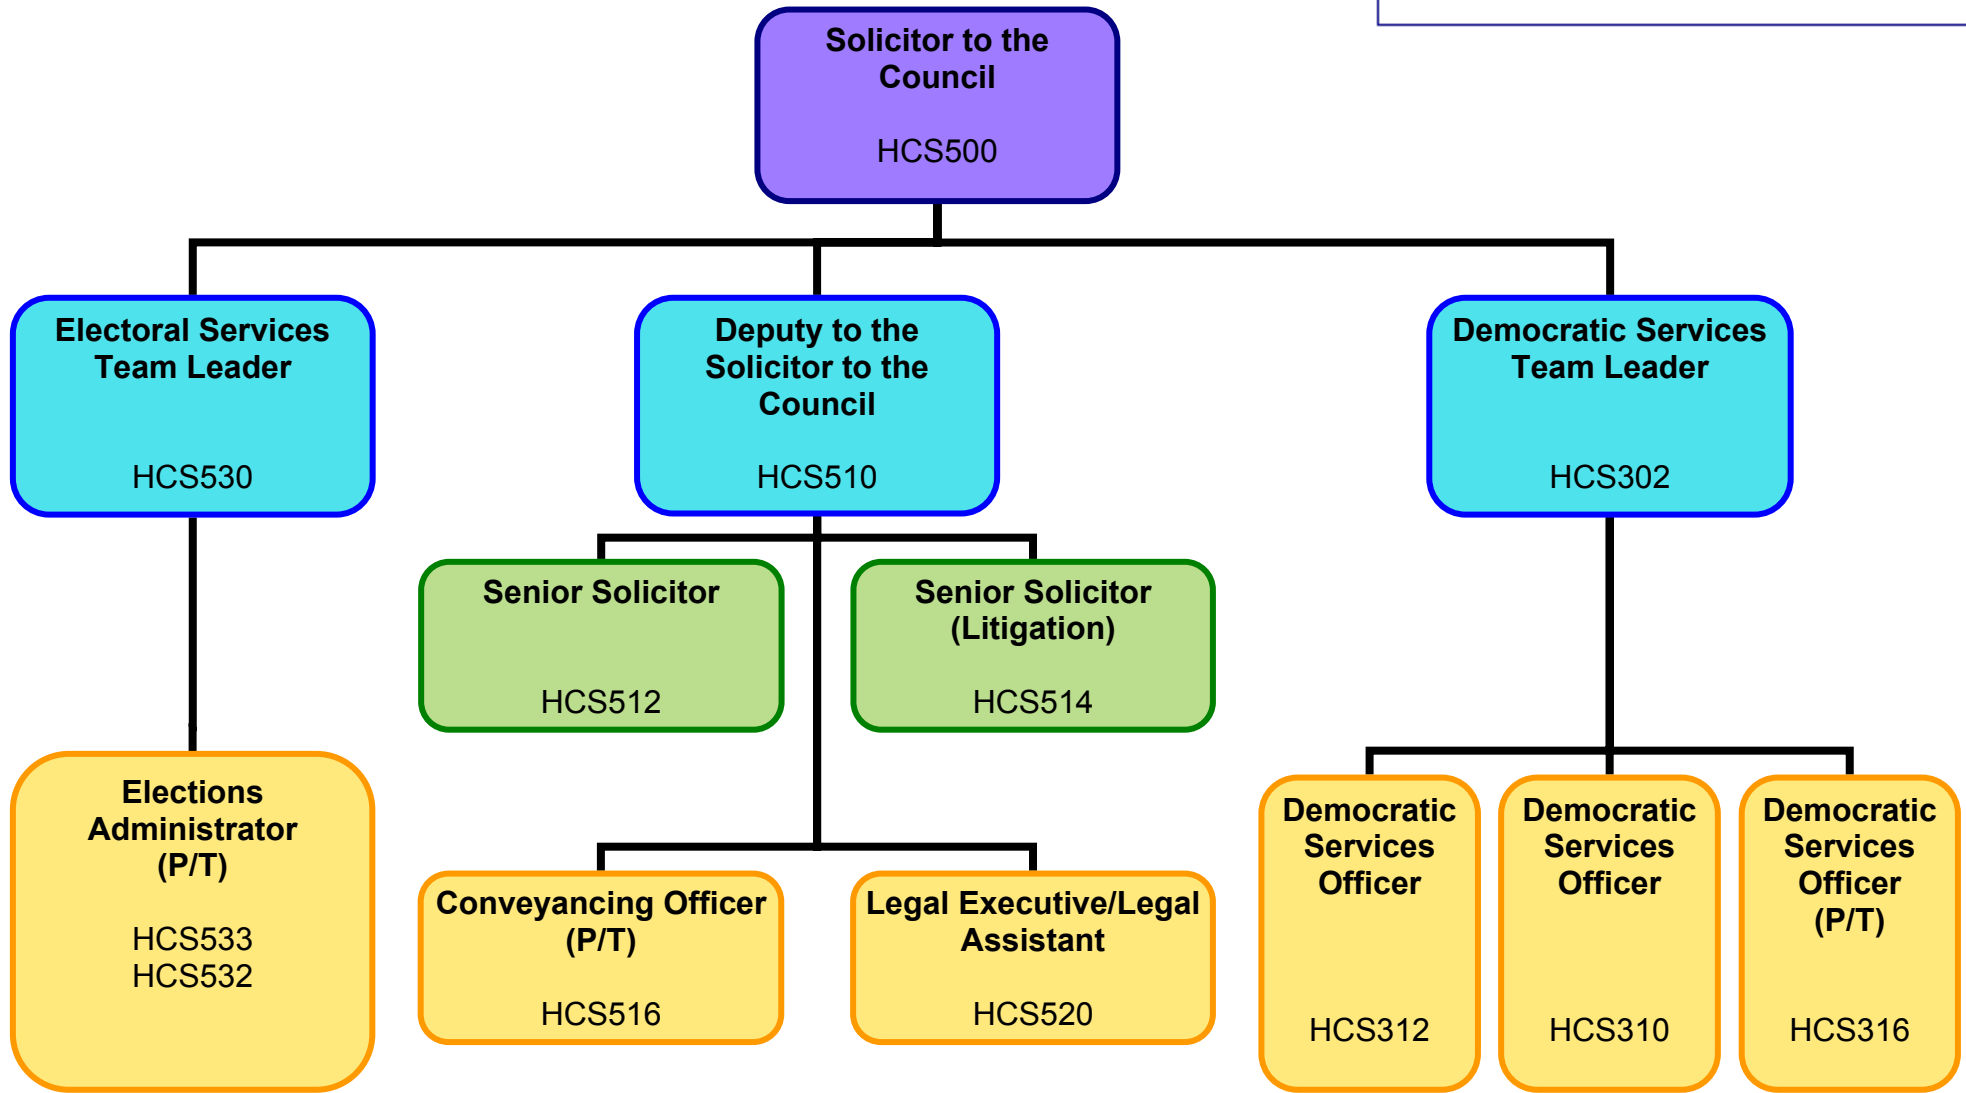 Solicitor to the
Council
HCS500
Electoral Services
Team Leader
HCS530
Deputy to the
Solicitor to the
Council
HCS510
Democratic Services
Team Leader
HCS302
Senior Solicitor
HCS512
Senior Solicitor
(Litigation)
HCS514
Elections
Administrator
(P/T)
HCS533
HCS532
Conveyancing Officer
(P/T)
HCS516
Legal Executive/Legal
Assistant
HCS520
Democratic
Services
Officer
HCS312
Democratic
Services
Officer
HCS310
Democratic
Services
Officer
(P/T)
HCS316